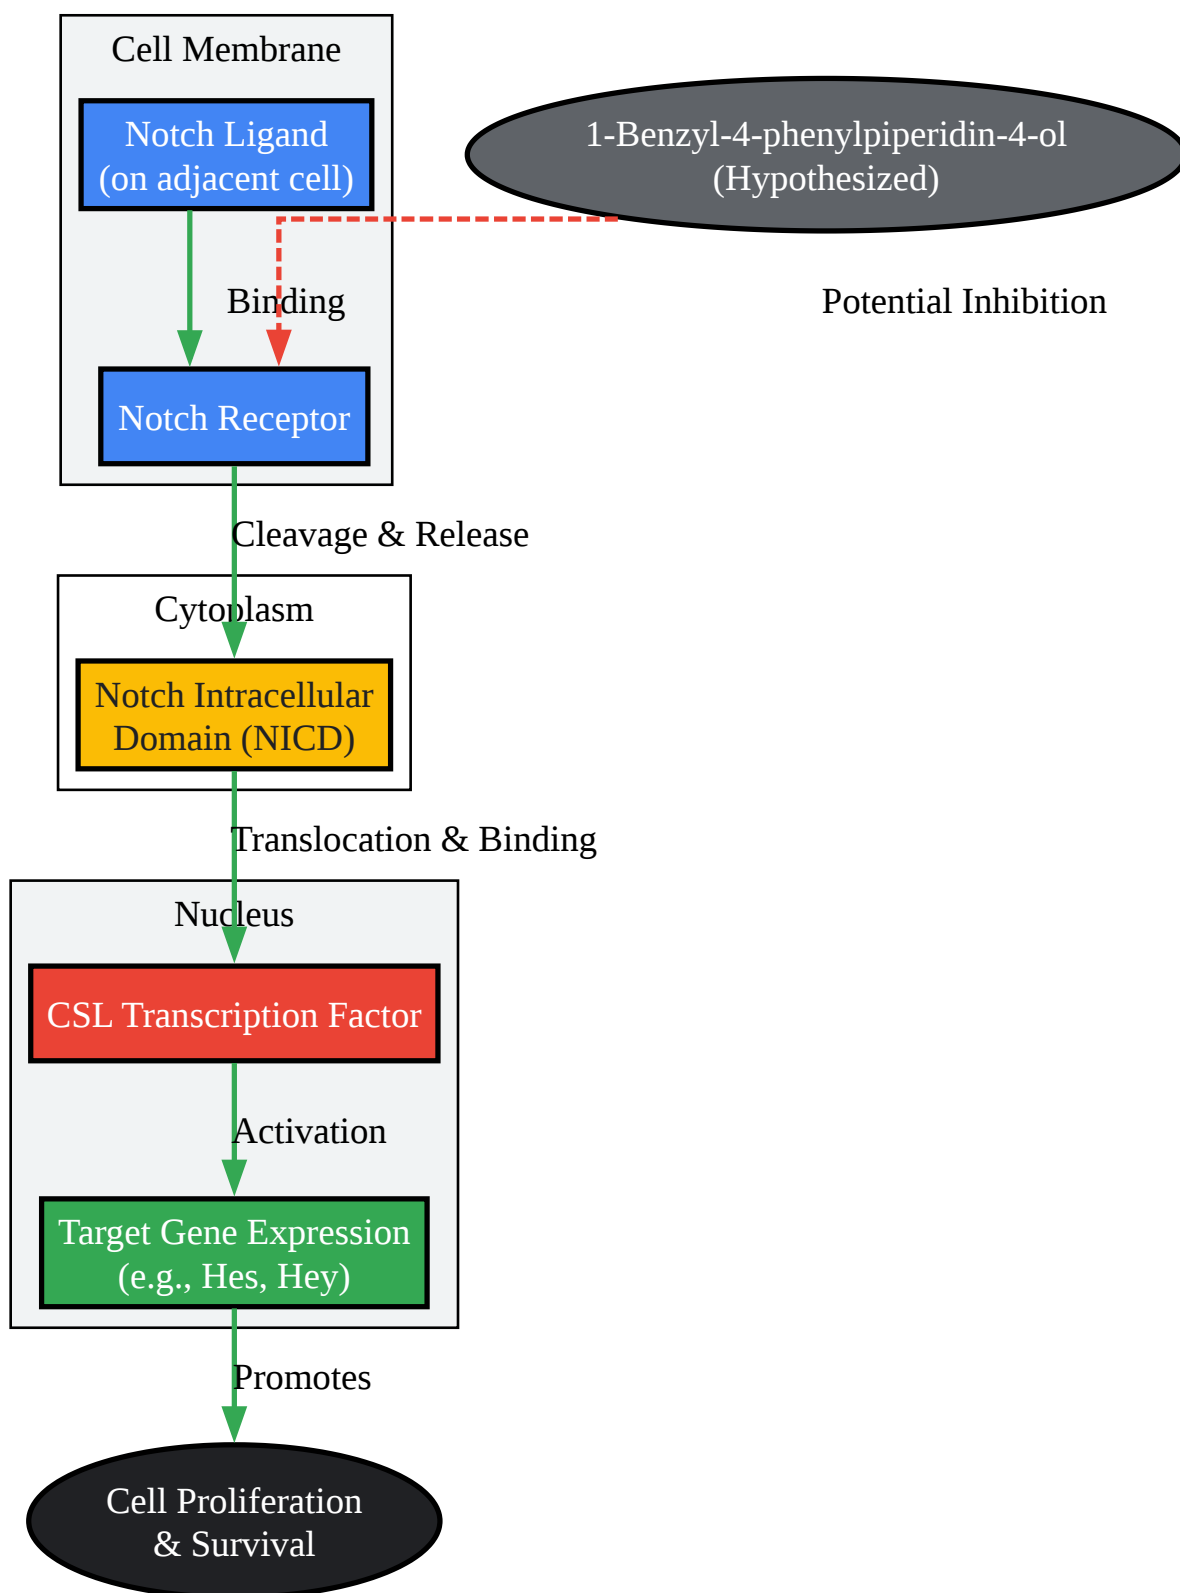 Cell Membrane
Notch Ligand
(on adjacent cell)
1-Benzyl-4-phenylpiperidin-4-ol
(Hypothesized)
Binding
Potential Inhibition
Notch Receptor
Cleavage & Release
Cytoplasm
Notch Intracellular
Domain (NICD)
Translocation & Binding
Nucleus
CSL Transcription Factor
Activation
Target Gene Expression
(e.g., Hes, Hey)
Promotes
Cell Proliferation
& Survival